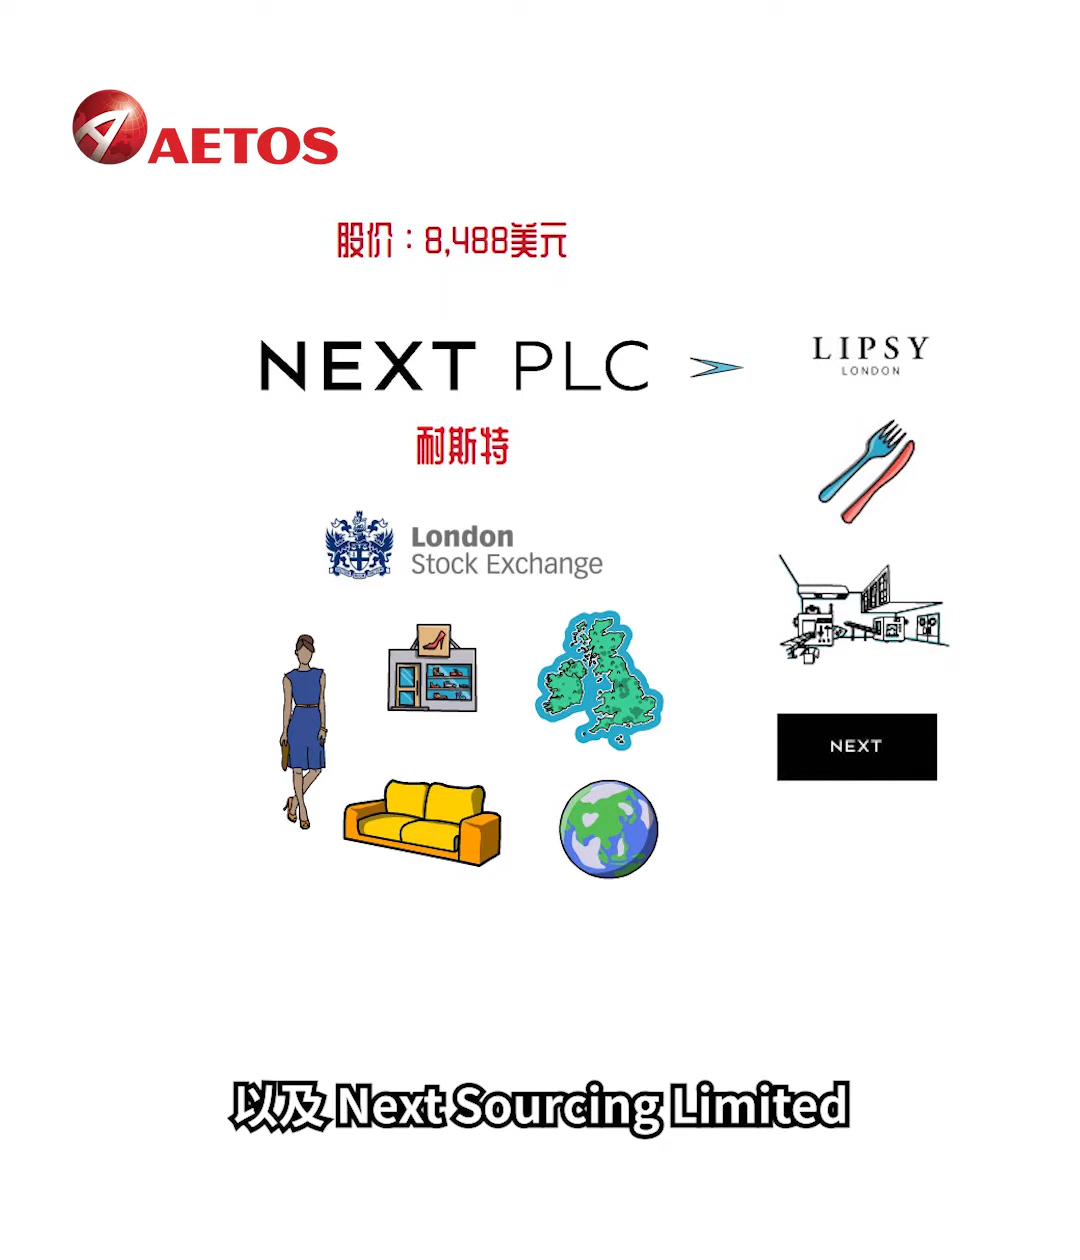 AETOS
股价：8,488美元
NEXT PLC
LIPSY
LONDON
耐斯特
London
Stock Exchange
NEXT
以及 Next Sourcing Limited